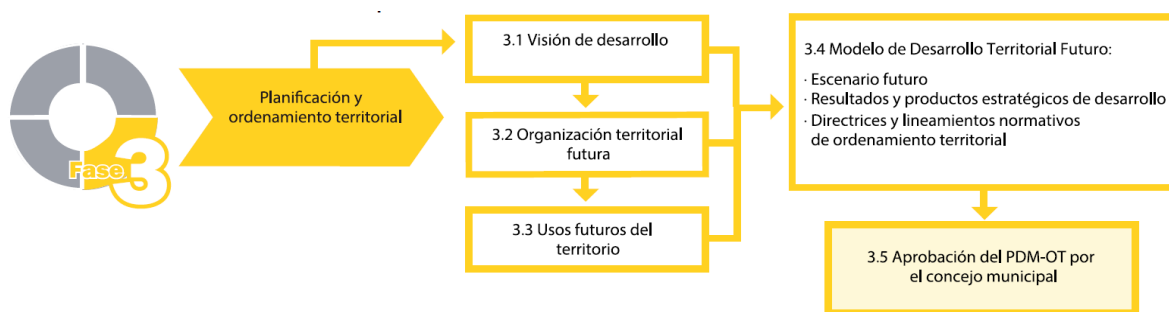 Fase 3
Planificación y
ordenamiento territorial
3.1 Visión de desarrollo
3.2 Organización territorial
futura
3.3 Usos futuros del
territorio
3.4 Modelo de Desarrollo Territorial Futuro:
· Escenario futuro
· Resultados y productos estratégicos de desarrollo
· Directrices y lineamientos normativos
de ordenamiento territorial
3.5 Aprobación del PDM-OT por
el concejo municipal